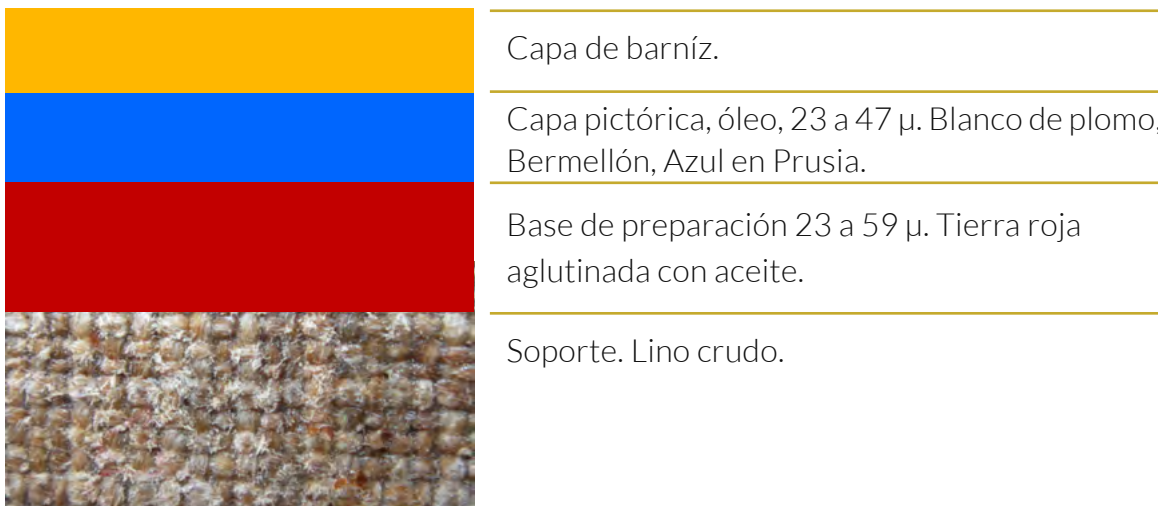 Capa de barníz.
Capa pictórica, óleo, 23 a 47 µ. Blanco de plomo,
Bermellón, Azul en Prusia.
Base de preparación 23 a 59 µ. Tierra roja
aglutinada con aceite.
Soporte. Lino crudo.